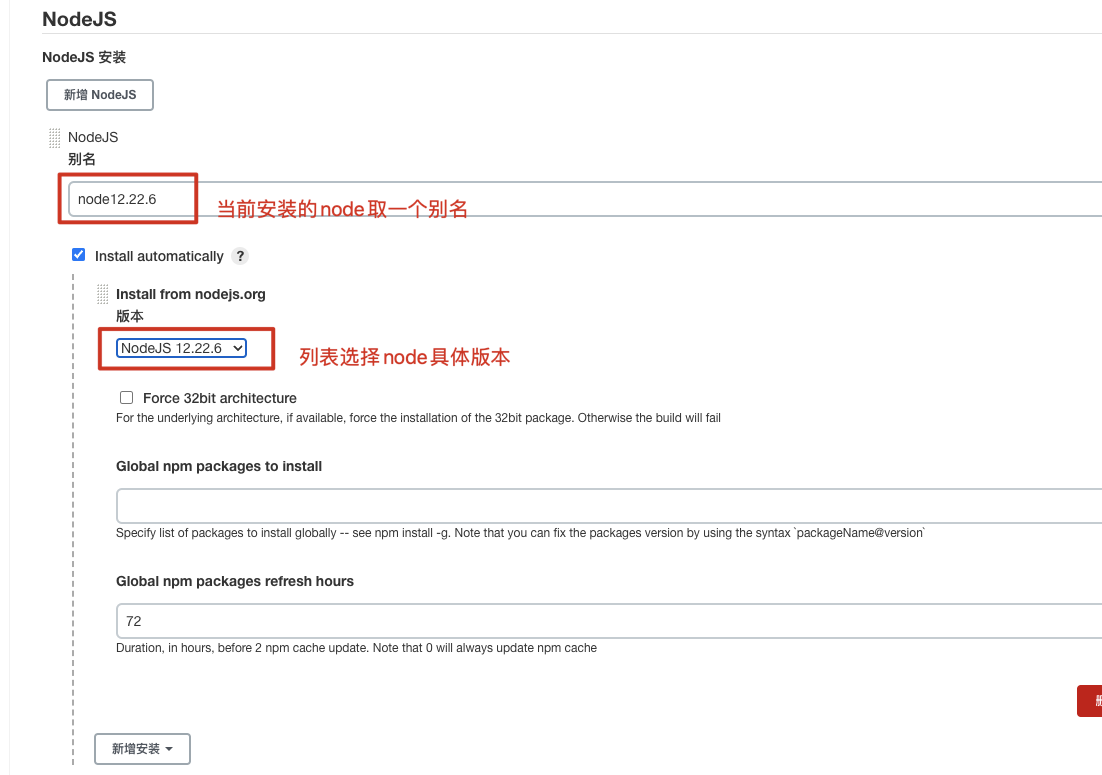 NodeJS
NodeJS 安装
新增 NodeJS
NodeJS
别名
node12.22.6
当前安装的node取一个别名
Install automatically ?
Install from nodejs.org
版本
NodeJS 12.22.6
列表选择node具体版本
Force 32bit architecture
For the underlying architecture, if available, force the installation of the 32bit package. Otherwise the build will fail
Global npm packages to install
Specify list of packages to install globally -- see npm install -g. Note that you can fix the packages version by using the syntax `packageName@version`
Global npm packages refresh hours
72
Duration, in hours, before 2 npm cache update. Note that 0 will always update npm cache
新增安装